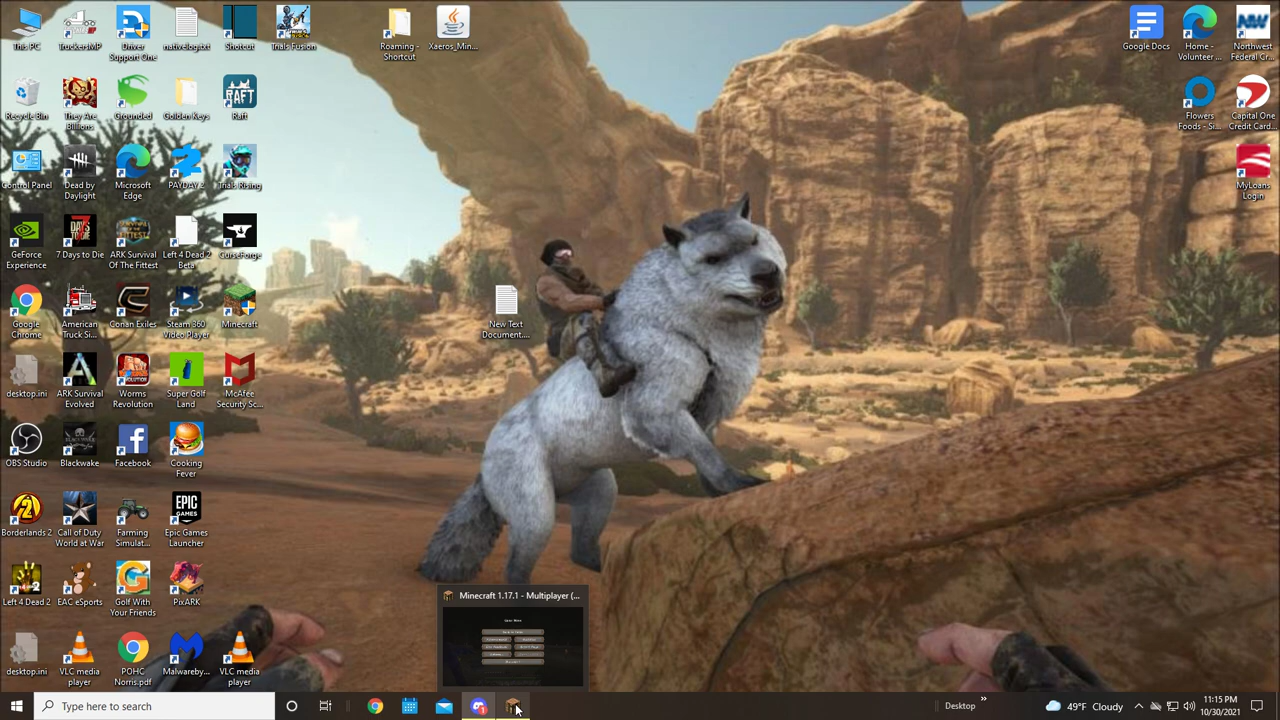 This PC
TruckersMP
Driver
Support One
nativelog.txt
Shotcut
Trials Fusion
Roaming -
Shortcut
Xaeros_Min...
Google Docs
Home -
Volunteer ...
Northwest
Federal Cr...
Recycle Bin
They Are
Billions
Grounded
Golden Keys
RAFT
Raft
Flowers
Foods - Si...
Capital One
Credit Card...
Control Panel
Dead by
Daylight
Microsoft
Edge
PAYDAY 2
Trials Rising
MyLoans
Login
GeForce
Experience
7 Days to Die
ARK Survival
Of The Fittest
Left 4 Dead 2
Beta
CurseForge
Google
Chrome
American
Truck Si...
Conan Exiles
Steam 360
Video Player
Minecraft
New Text
Document....
desktop.ini
ARK Survival
Evolved
Worms
Revolution
Super Golf
Land
McAfee
Security Sc...
OBS Studio
Blackwake
Facebook
Cooking
Fever
Borderlands 2
Call of Duty
World at War
Farming
Simulat...
EPIC
GAMES
Epic Games
Launcher
Left 4 Dead 2
EAC eSports
Golf With
Your Friends
PixARK
Minecraft 1.17.1 - Multiplayer (...
desktop.ini
VLC media
player
POHC
Norris.pdf
Malwareby...
VLC media
player
Type here to search
Desktop
49°F Cloudy
11:15 PM
10/30/2021